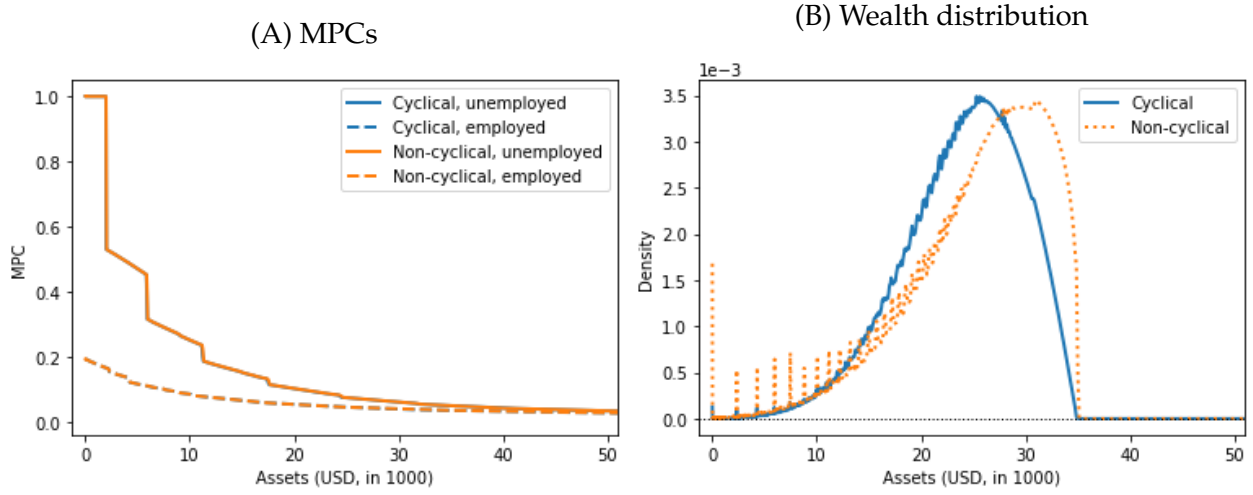 (A) MPCs
1.0
0.8
0.6
0.4
0.2
0.0
MPC
0 10 20 30 40 50
Assets (USD, in 1000)
Cyclical, unemployed
Cyclical, employed
Non-cyclical, unemployed
Non-cyclical, employed
(B) Wealth distribution
1e−3
3.5
3.0
2.5
2.0
1.5
1.0
0.5
0.0
Density
0 10 20 30 40 50
Assets (USD, in 1000)
Cyclical
Non-cyclical